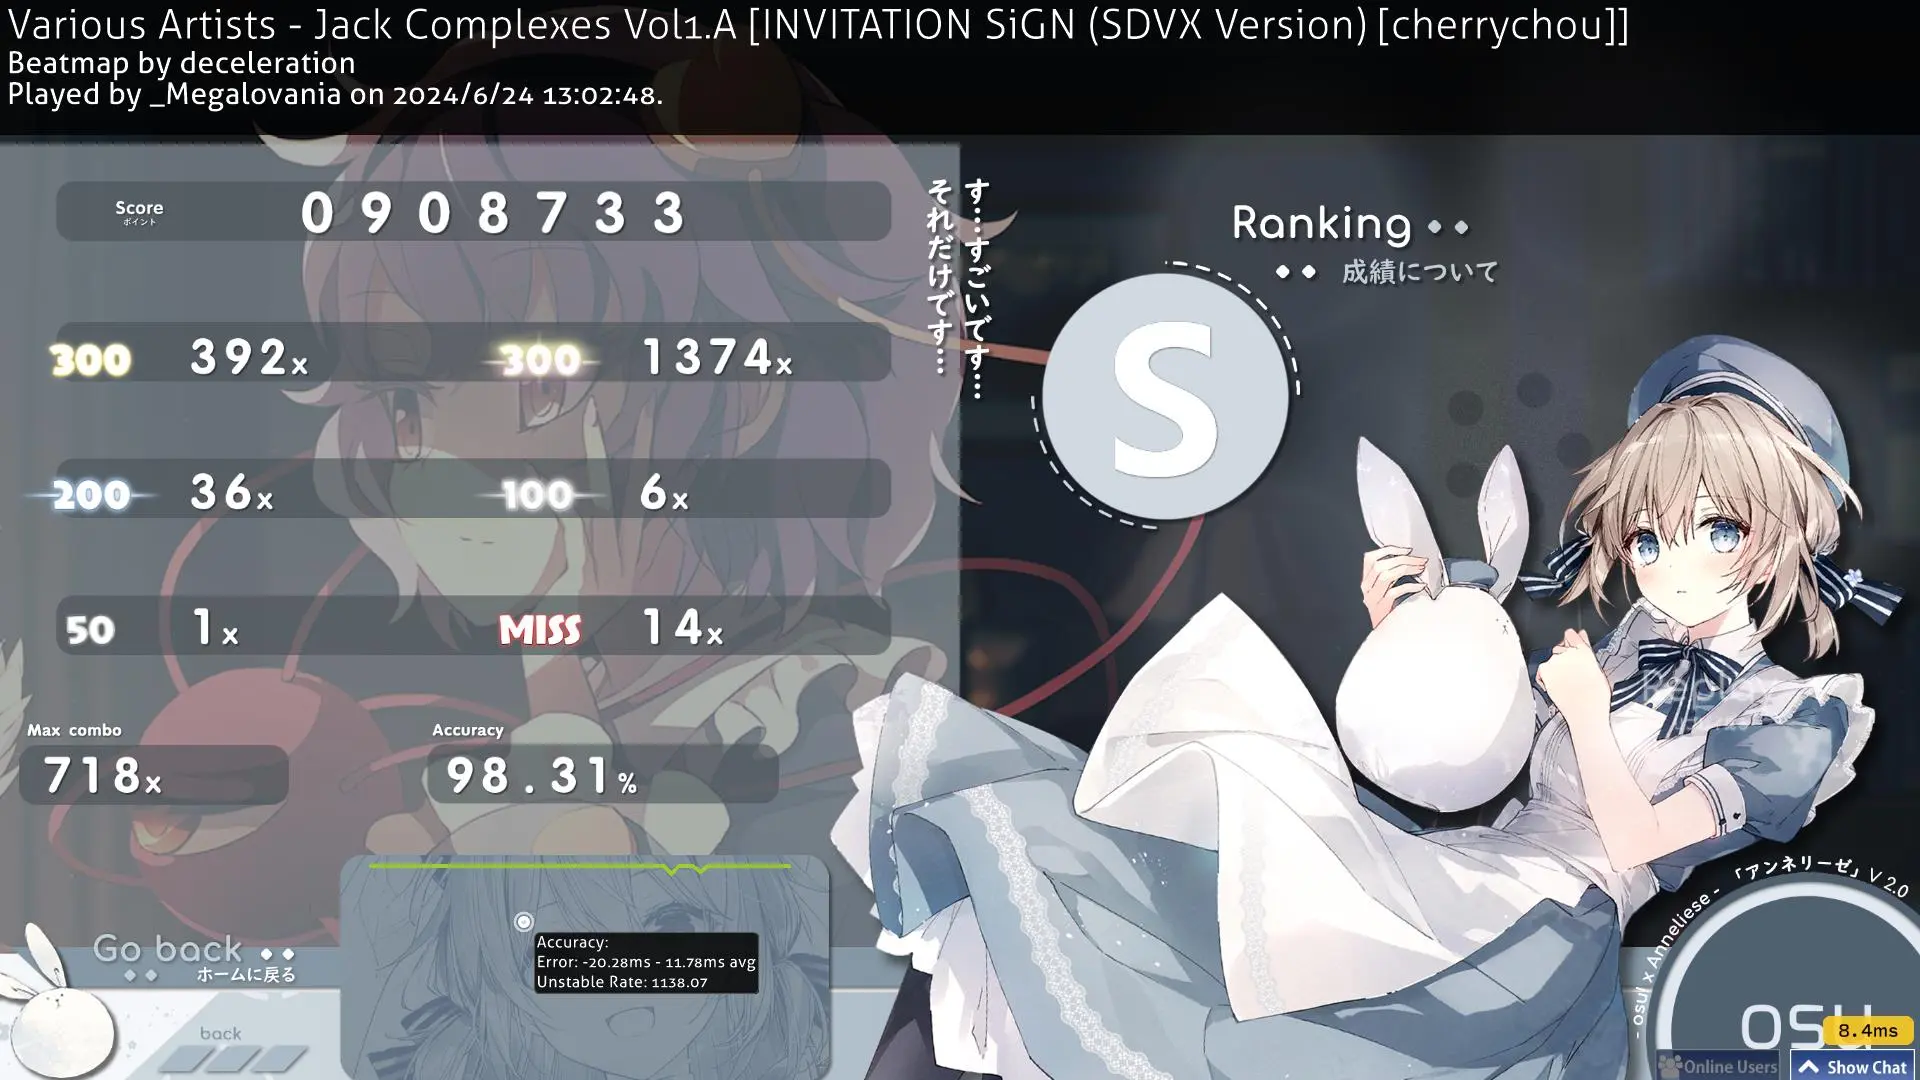 Various Artists - Jack Complexes Vol1.A [INVITATION SiGN (SDVX Version) [cherrychou]]
Beatmap by deceleration
Played by _Megalovania on 2024/6/24 13:02:48.
Score
ポイント
0908733
す…すごいです…
それだけです…
Ranking
成績について
S
300 392x 300 1374x
200 36x 100 6x
50 1x MISS 14x
Max combo
718x
Accuracy
98.31%
Accuracy:
Error: -20.28ms - 11.78ms avg
Unstable Rate: 1138.07
Go back
ホームに戻る
back
- osu! x Anneliese - 「アンネリーゼ」 V 2.0
osu
8.4ms
Online Users
Show Chat